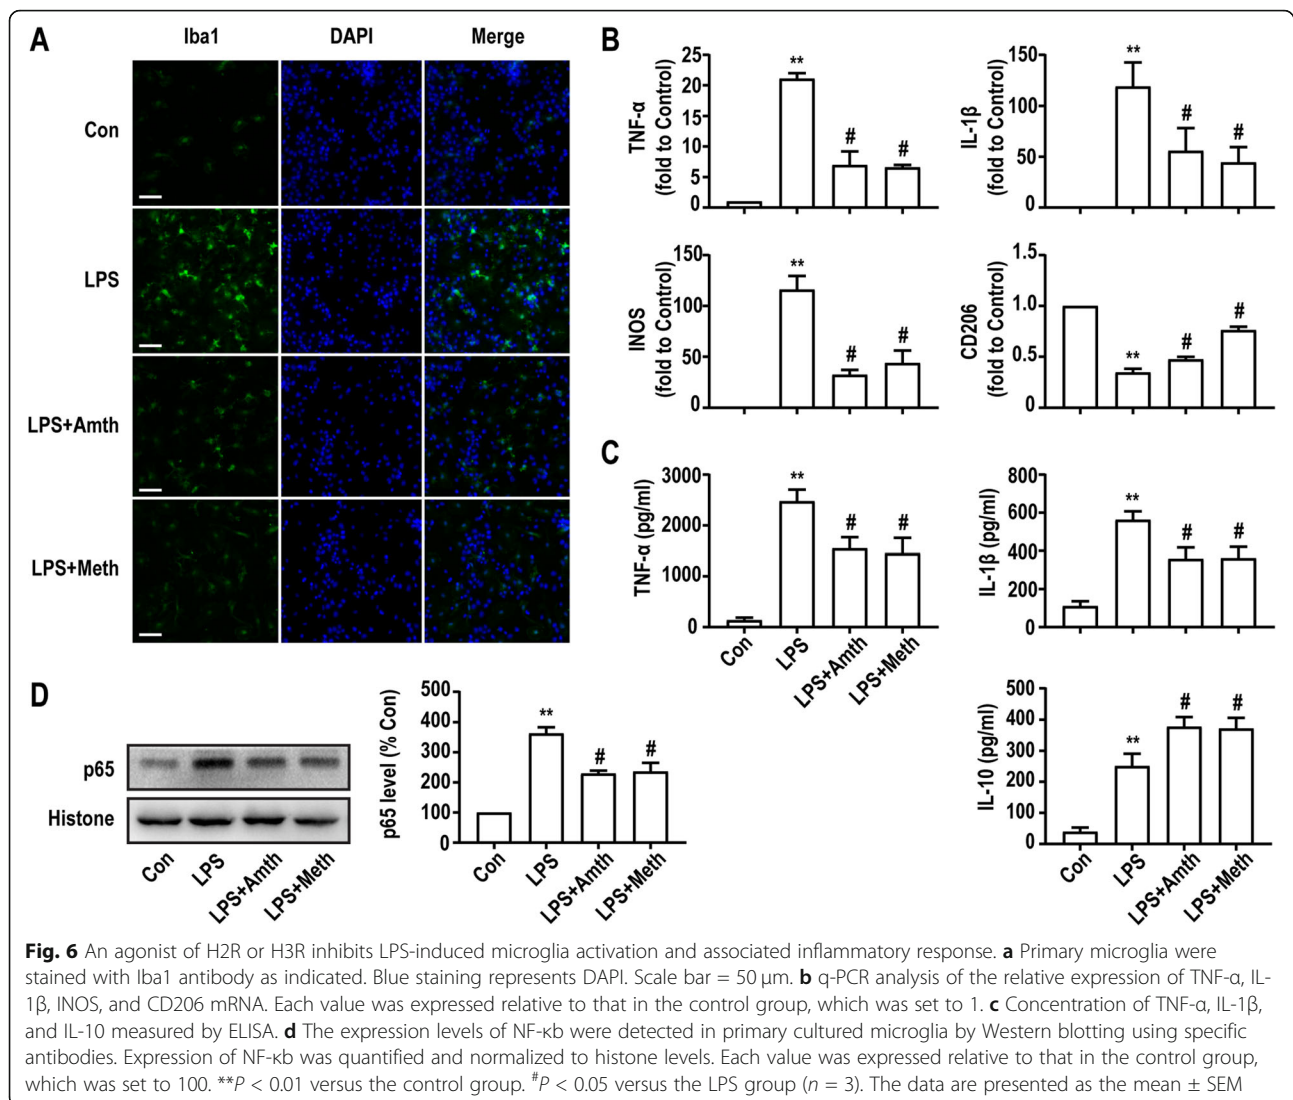 A
Iba1 DAPI Merge
Con
LPS
LPS+Amth
LPS+Meth
B
TNF-α
(fold to Control)
25
20
15
10
5
0
**
#
#
IL-1β
(fold to Control)
150
100
50
0
**
#
#
INOS
(fold to Control)
150
100
50
0
**
#
#
CD206
(fold to Control)
1.5
1.0
0.5
0
**
#
#
C
TNF-α (pg/ml)
3000
2000
1000
0
**
#
#
Con LPS LPS+Amth LPS+Meth
IL-1β (pg/ml)
800
600
400
200
0
**
#
#
IL-10 (pg/ml)
500
400
300
200
100
0
**
#
#
Con LPS LPS+Amth LPS+Meth
D
p65
Histone
Con LPS LPS+Amth LPS+Meth
p65 level (% Con)
500
400
300
200
100
0
**
#
#
Con LPS LPS+Amth LPS+Meth
Fig. 6 An agonist of H2R or H3R inhibits LPS-induced microglia activation and associated inflammatory response. a Primary microglia were
stained with Iba1 antibody as indicated. Blue staining represents DAPI. Scale bar = 50 μm. b q-PCR analysis of the relative expression of TNF-α, IL-
1β, INOS, and CD206 mRNA. Each value was expressed relative to that in the control group, which was set to 1. c Concentration of TNF-α, IL-1β,
and IL-10 measured by ELISA. d The expression levels of NF-κb were detected in primary cultured microglia by Western blotting using specific
antibodies. Expression of NF-κb was quantified and normalized to histone levels. Each value was expressed relative to that in the control group,
which was set to 100. **P < 0.01 versus the control group. #P < 0.05 versus the LPS group (n = 3). The data are presented as the mean ± SEM